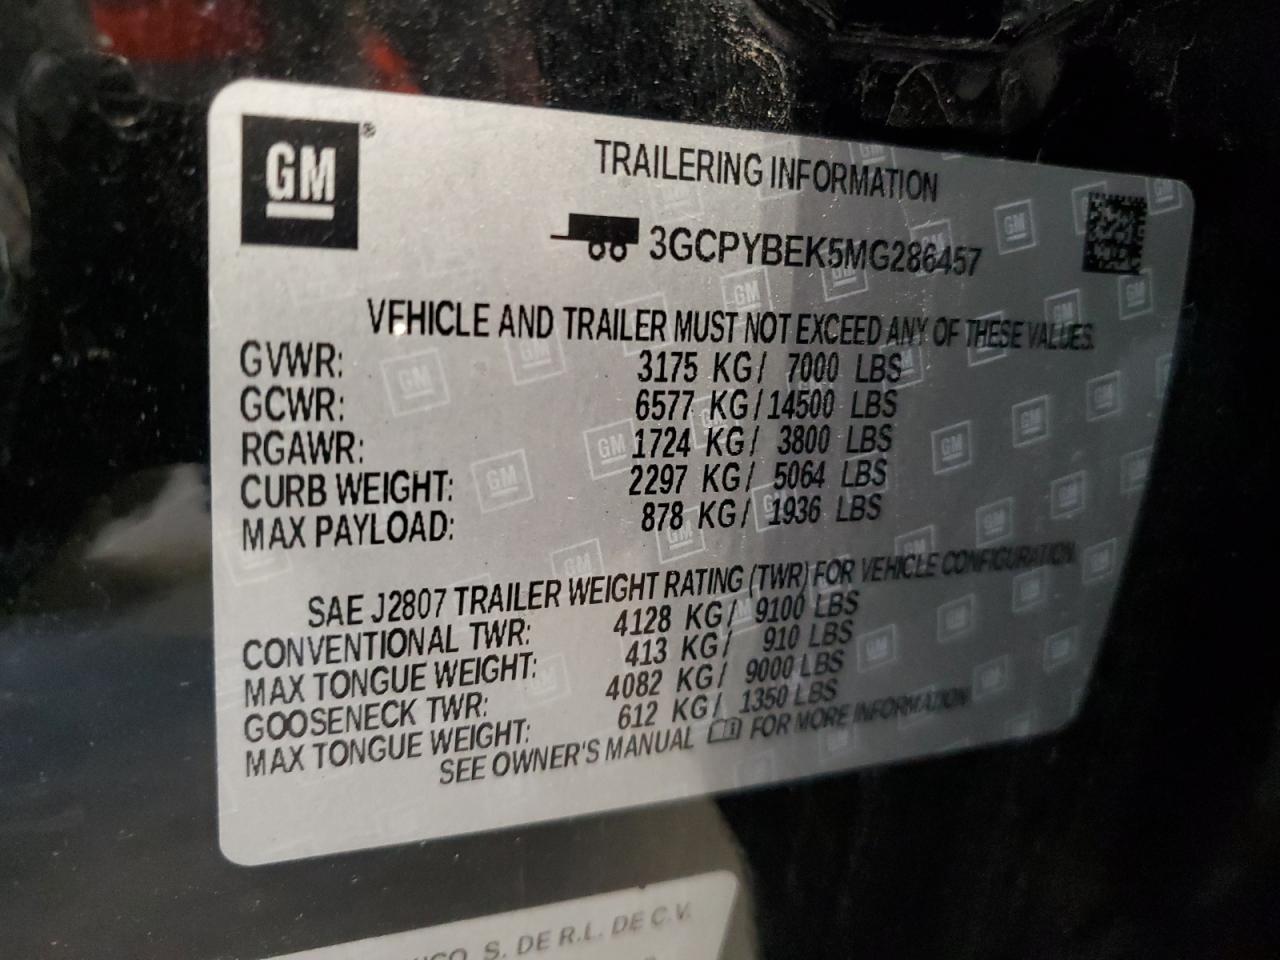 GM®
TRAILERING INFORMATION
3GCPYBEK5MG286457
VEHICLE AND TRAILER MUST NOT EXCEED ANY OF THESE VALUES.
GVWR: 3175 KG/ 7000 LBS
GCWR: 6577 KG/14500 LBS
RGAWR: 1724 KG/ 3800 LBS
CURB WEIGHT: 2297 KG/ 5064 LBS
MAX PAYLOAD: 878 KG/ 1936 LBS
SAE J2807 TRAILER WEIGHT RATING (TWR) FOR VEHICLE CONFIGURATION
CONVENTIONAL TWR: 4128 KG/ 9100 LBS
MAX TONGUE WEIGHT: 413 KG/ 910 LBS
GOOSENECK TWR: 4082 KG/ 9000 LBS
MAX TONGUE WEIGHT: 612 KG/ 1350 LBS
SEE OWNER'S MANUAL FOR MORE INFORMATION
S. DE R.L. DE C.V.